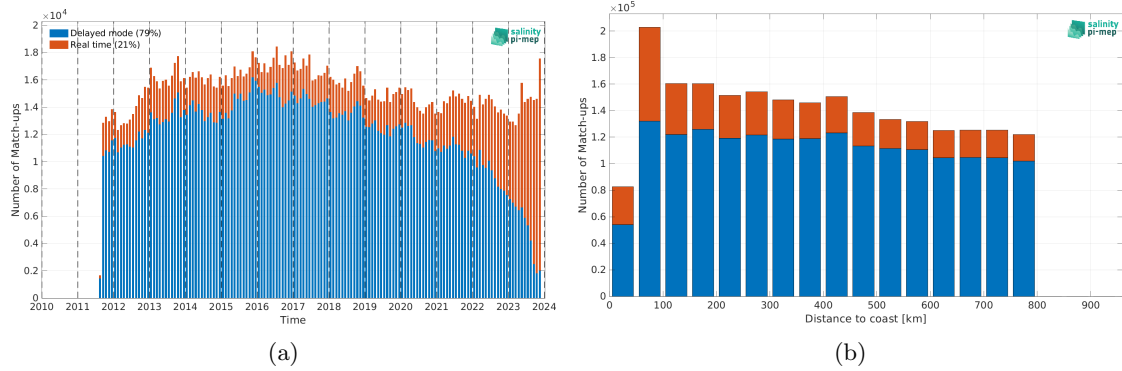 ×10⁴
Delayed mode (79%)
Real time (21%)
salinity
pi-mep
Number of Match-ups
2
1.8
1.6
1.4
1.2
1
0.8
0.6
0.4
0.2
0
2010 2011 2012 2013 2014 2015 2016 2017 2018 2019 2020 2021 2022 2023 2024
Time
(a)
×10⁵
salinity
pi-mep
Number of Match-ups
2
1.8
1.6
1.4
1.2
1
0.8
0.6
0.4
0.2
0
0 100 200 300 400 500 600 700 800 900
Distance to coast [km]
(b)